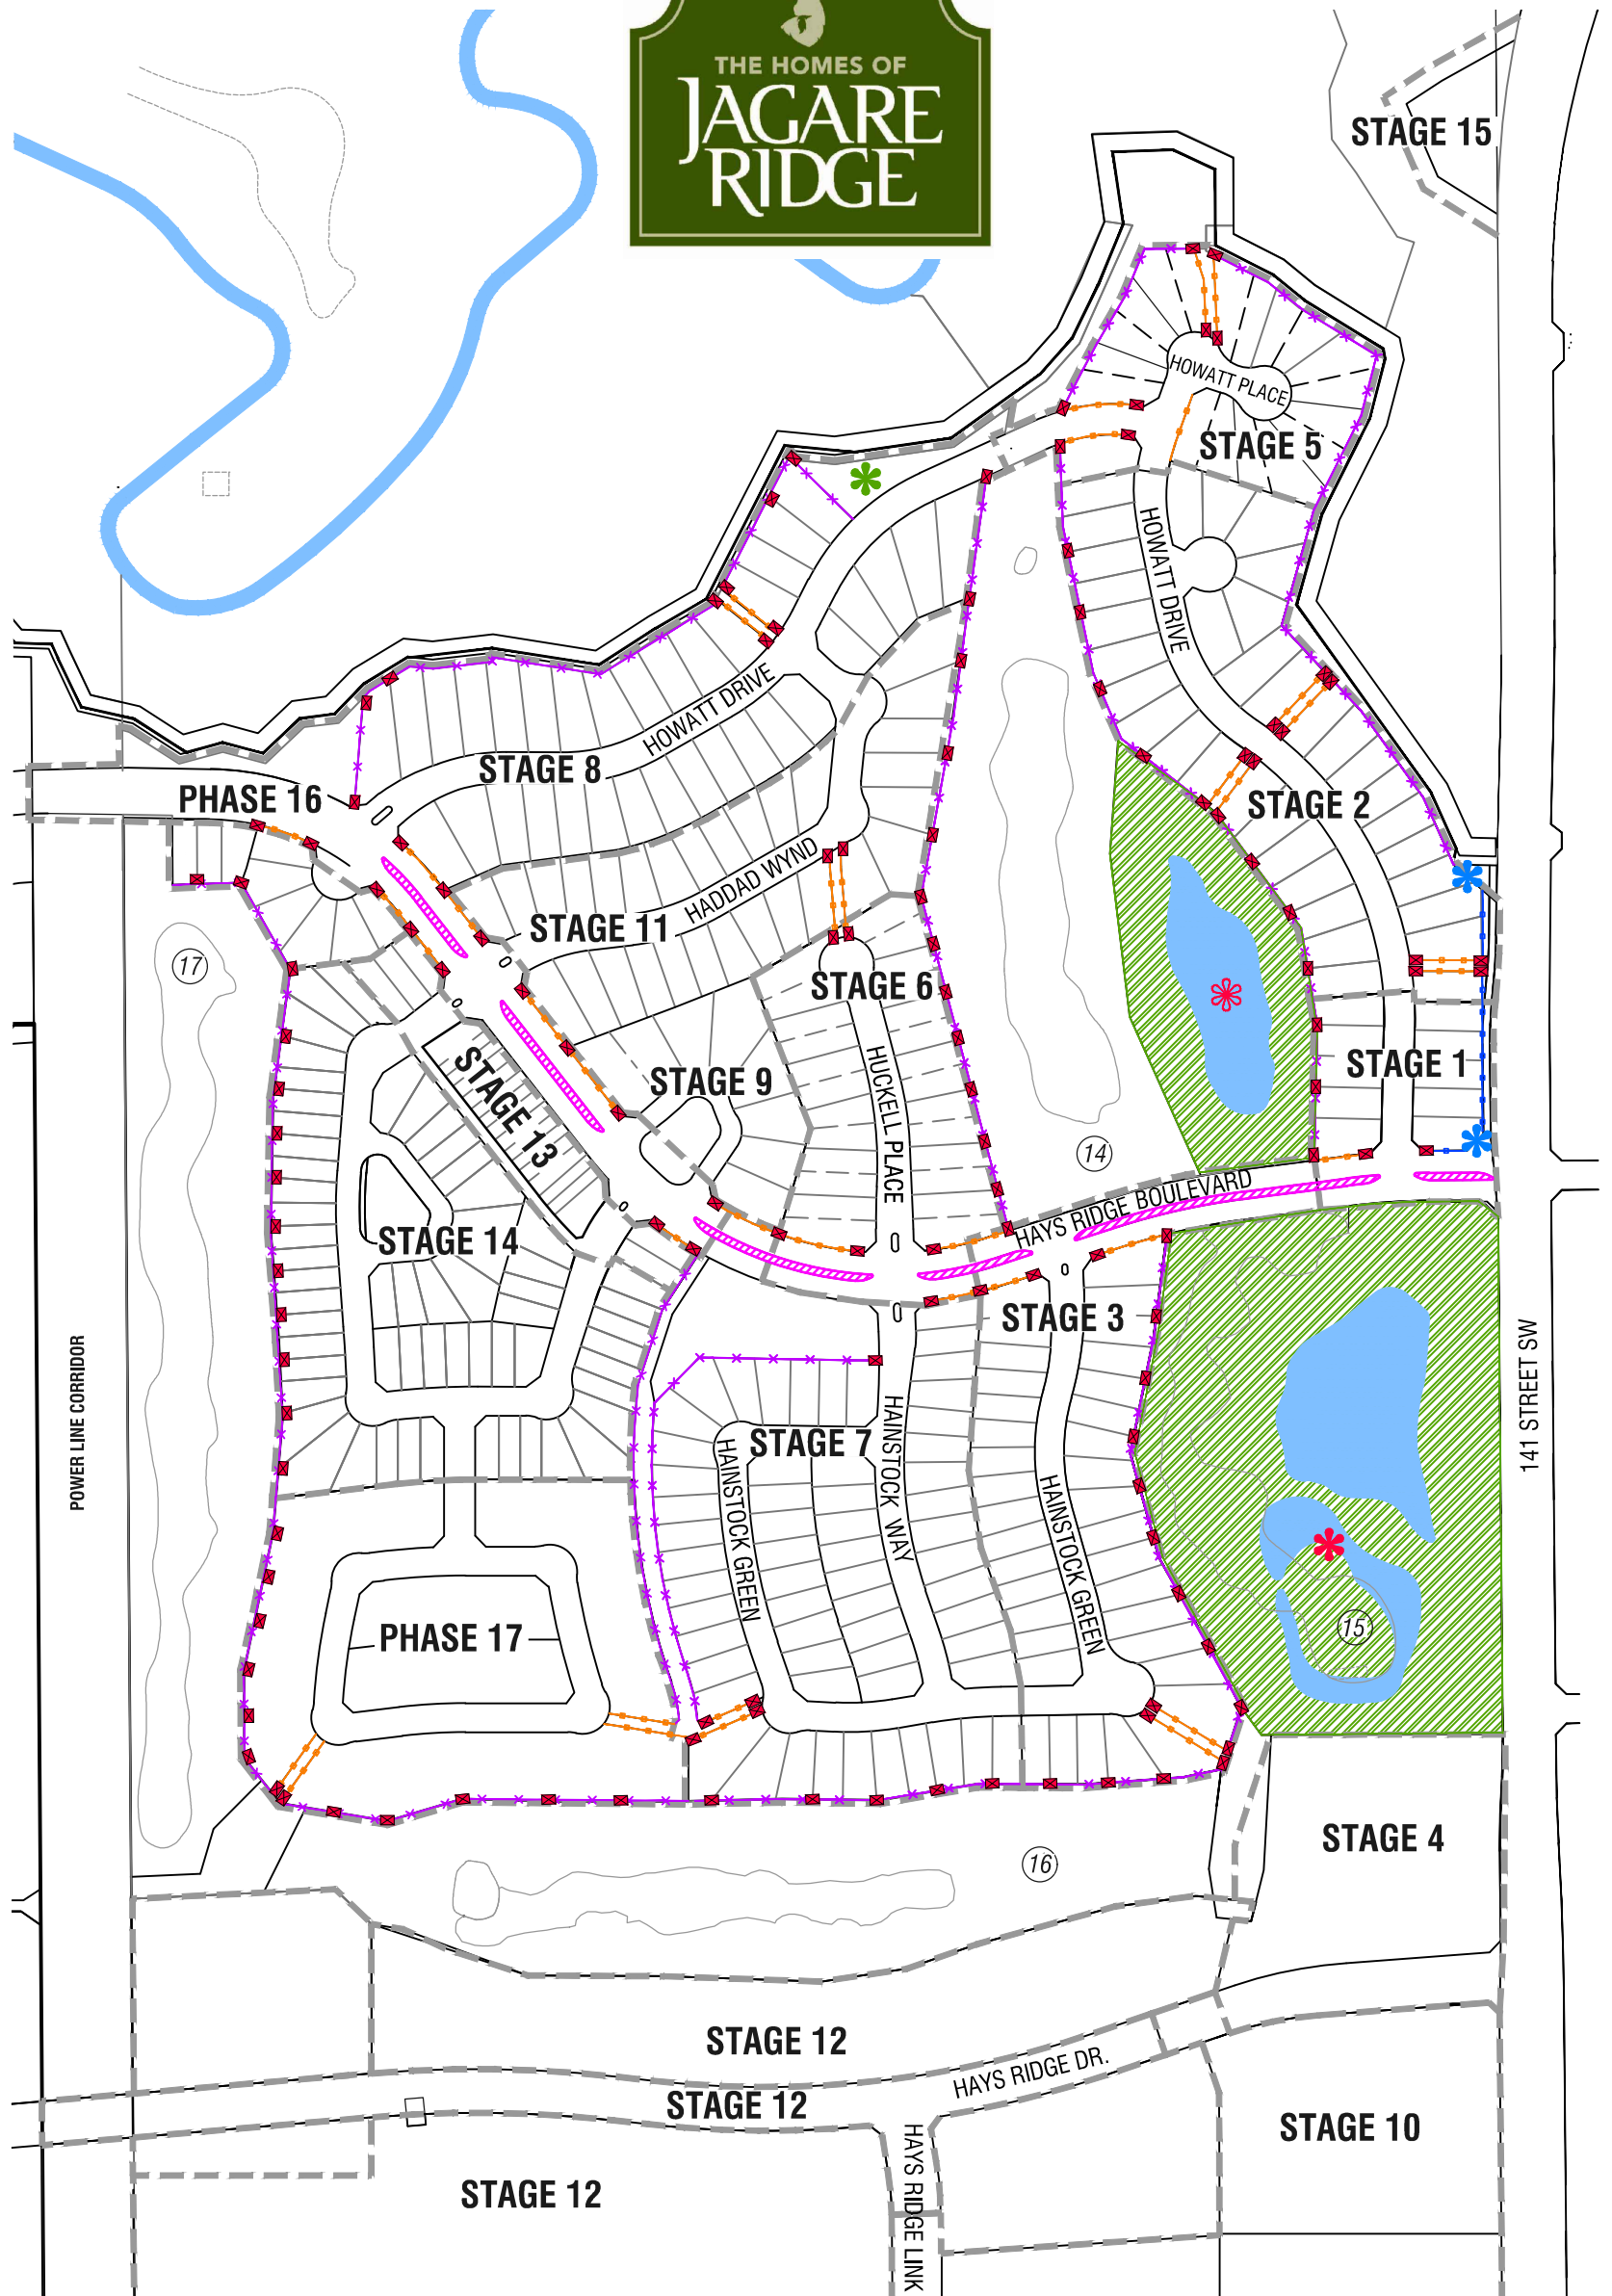 THE HOMES OF
JAGARE
RIDGE
STAGE 15
HOWATT PLACE
STAGE 5
HOWATT DRIVE
HOWATT DRIVE
STAGE 8
PHASE 16
STAGE 2
HADDAD WYND
STAGE 11
17
STAGE 6
STAGE 1
STAGE 9
HUCKELL PLACE
STAGE 13
14
HAYS RIDGE BOULEVARD
STAGE 14
STAGE 3
POWER LINE CORRIDOR
141 STREET SW
STAGE 7
HAINSTOCK GREEN
HAINSTOCK WAY
HAINSTOCK GREEN
PHASE 17
15
STAGE 4
16
STAGE 12
HAYS RIDGE DR.
STAGE 12
STAGE 10
HAYS RIDGE LINK
STAGE 12